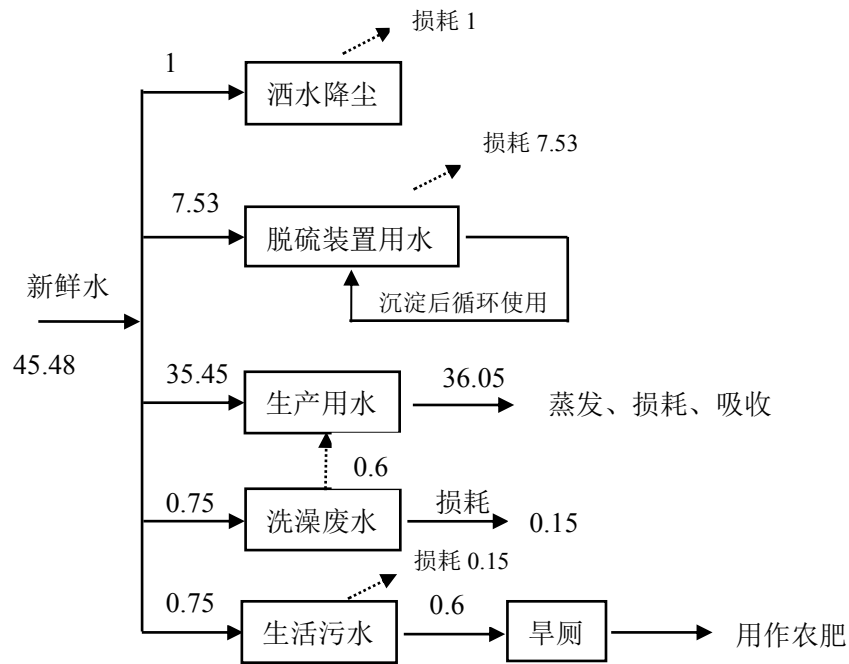 损耗 1
1
洒水降尘
损耗 7.53
7.53
脱硫装置用水
沉淀后循环使用
新鲜水
45.48
35.45
生产用水
36.05
蒸发、损耗、吸收
0.6
0.75
洗澡废水
损耗
0.15
损耗 0.15
0.75
生活污水
0.6
旱厕
用作农肥